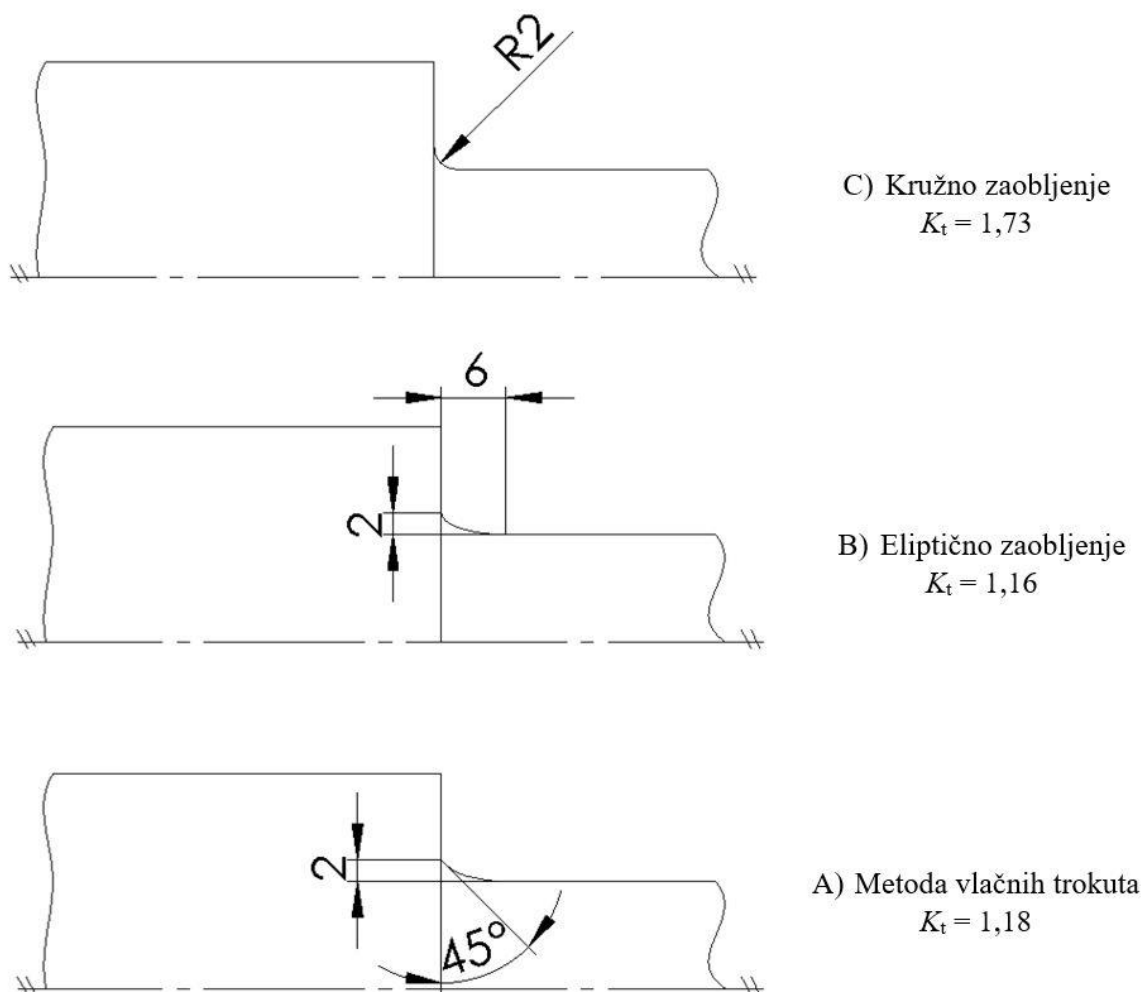 R2
C) Kružno zaobljenje
Kt = 1,73
6
2
B) Eliptično zaobljenje
Kt = 1,16
2
45°
A) Metoda vlačnih trokuta
Kt = 1,18